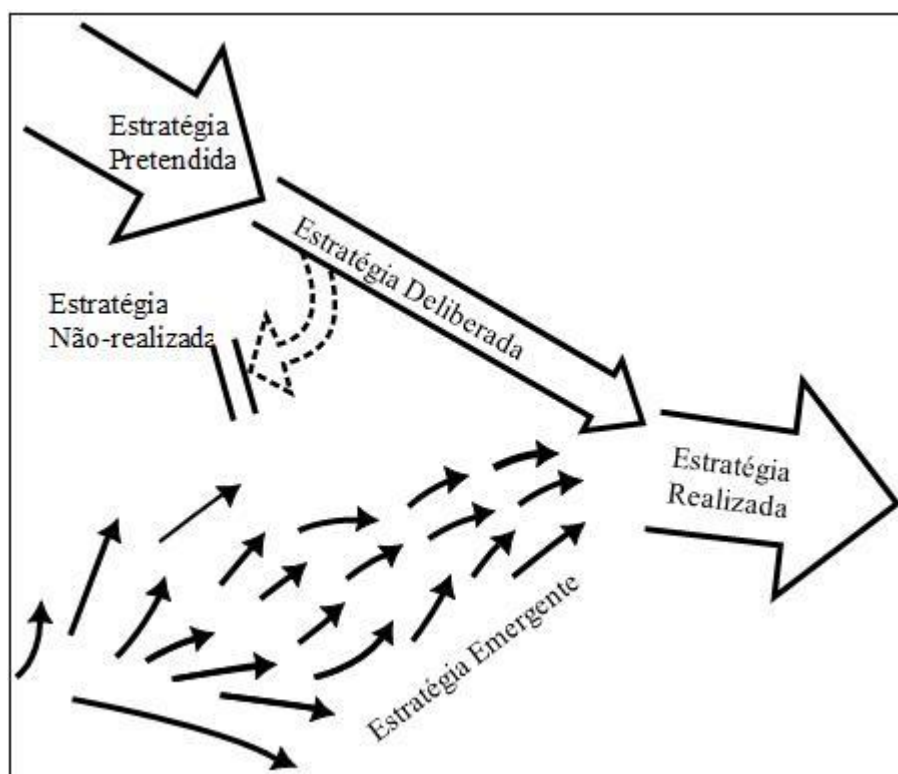 Estratégia
Pretendida
Estratégia Deliberada
Estratégia
Não-realizada
Estratégia
Realizada
Estratégia Emergente